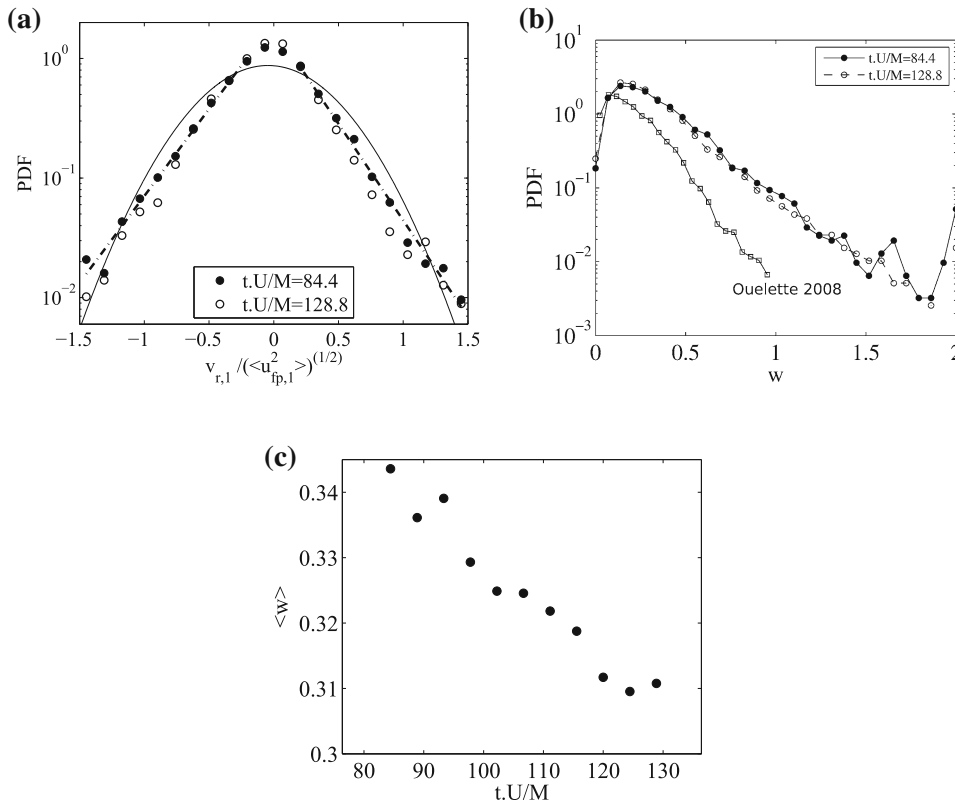 (a)
10^0
10^{-1}
10^{-2}
PDF
t.U/M=84.4
t.U/M=128.8
−1.5 −1 −0.5 0 0.5 1 1.5
v_{r,1} /(<u^2_{fp,1}>)^{(1/2)}
(b)
10^1
10^0
10^{-1}
10^{-2}
10^{-3}
PDF
t.U/M=84.4
t.U/M=128.8
Ouelette 2008
0 0.5 1 1.5 2
w
(c)
0.34
0.33
0.32
0.31
0.3
<w>
80 90 100 110 120 130
t.U/M